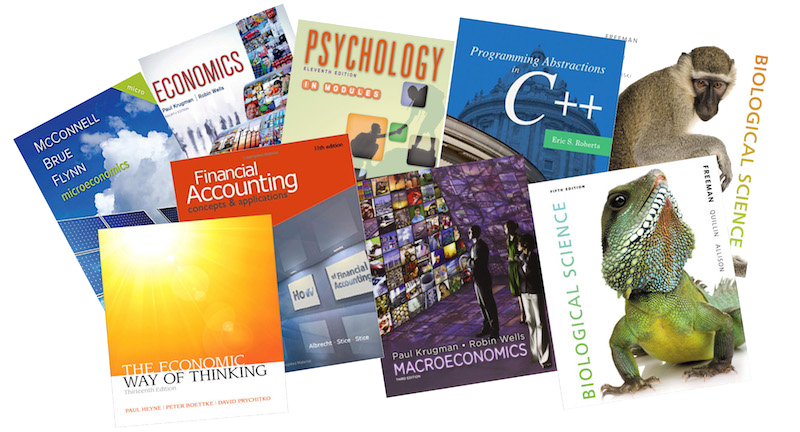 McCONNELL
BRUE
FLYNN
microeconomics
micro
ECONOMICS
Paul Krugman | Robin Wells
PSYCHOLOGY
ELEVENTH EDITION
IN MODULES
Programming Abstractions
in
C++
Eric S. Roberts
FREEMAN
BIOLOGICAL SCIENCE
11th edition
Financial
Accounting
concepts & applications
How
of Financial
Accounting
Albrecht · Stice · Stice
THE ECONOMIC
WAY OF THINKING
Thirteenth Edition
PAUL HEYNE | PETER BOETTKE | DAVID PRYCHITKO
Paul Krugman • Robin Wells
MACROECONOMICS
THIRD EDITION
FIFTH EDITION
BIOLOGICAL SCIENCE
FREEMAN QUILLIN ALLISON